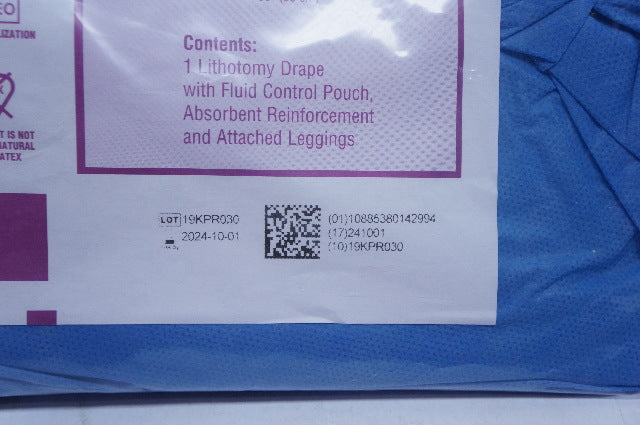 EO
LIZATION
T IS NOT
NATURAL
ATEX
Contents:
1 Lithotomy Drape
with Fluid Control Pouch,
Absorbent Reinforcement
and Attached Leggings
LOT 19KPR030
2024-10-01
(01)10885380142994
(17)241001
(10)19KPR030